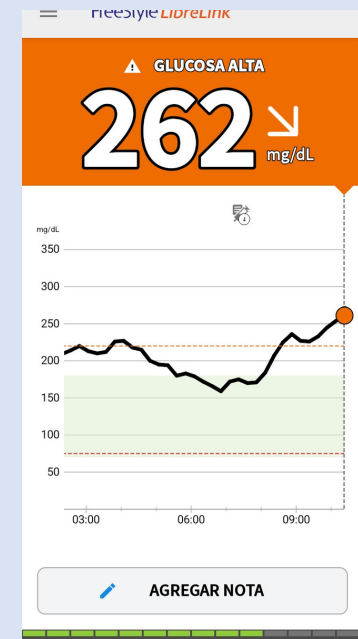 FreeStyle LibreLink
GLUCOSA ALTA
262
mg/dL
mg/dL
350
300
250
200
150
100
50
03:00 06:00 09:00
AGREGAR NOTA